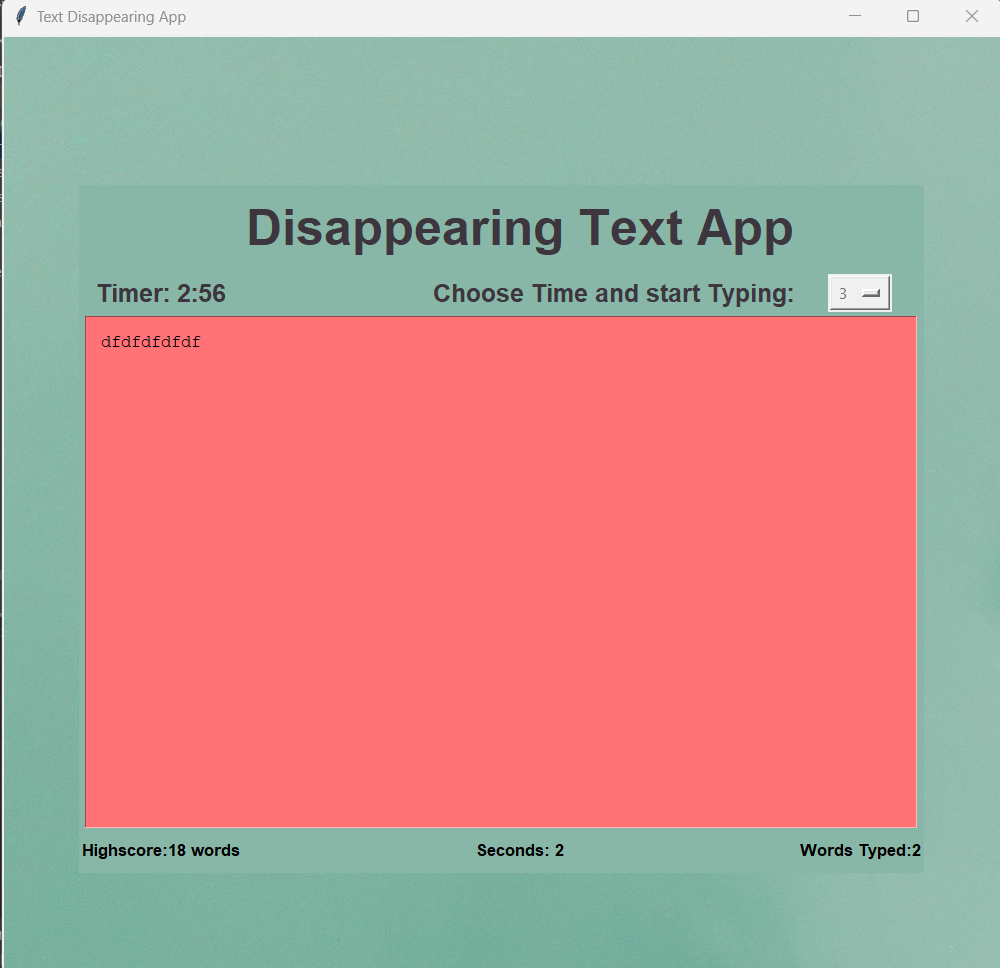 Text Disappearing App
Disappearing Text App
Timer: 2:56 Choose Time and start Typing: 3
dfdfdfdfdf
Highscore:18 words Seconds: 2 Words Typed:2